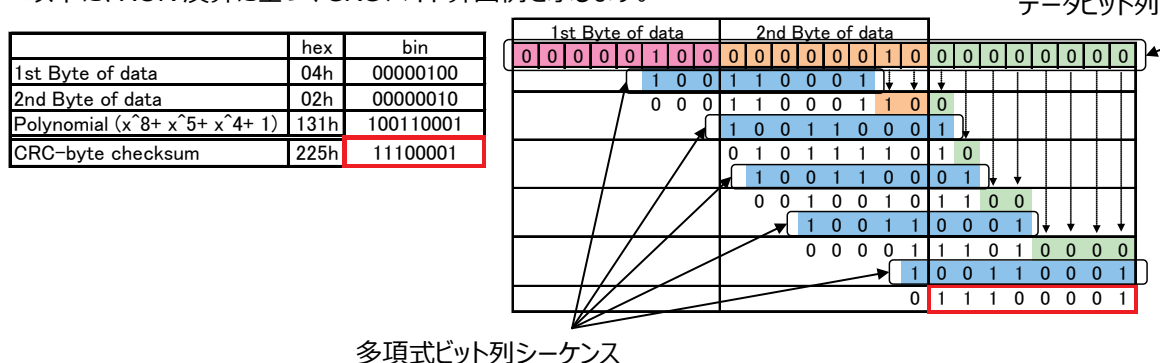 データビット列
hex bin
1st Byte of data 04h 00000100
2nd Byte of data 02h 00000010
Polynomial (x^8+ x^5+ x^4+ 1) 131h 100110001
CRC-byte checksum 225h 11100001
1st Byte of data 2nd Byte of data
0 0 0 0 0 1 0 0 0 0 0 0 0 0 1 0 0 0 0 0 0 0 0 0
1 0 0 1 1 0 0 0 1
0 0 0 1 1 0 0 0 1 1 0 0
1 0 0 1 1 0 0 0 1
0 1 0 1 1 1 1 0 1 0
1 0 0 1 1 0 0 0 1
0 0 1 0 0 1 0 1 1 0 0
1 0 0 1 1 0 0 0 1
0 0 0 0 1 1 1 0 1 0 0 0 0
1 0 0 1 1 0 0 0 1
0 1 1 1 0 0 0 0 1
多項式ビット列シーケンス